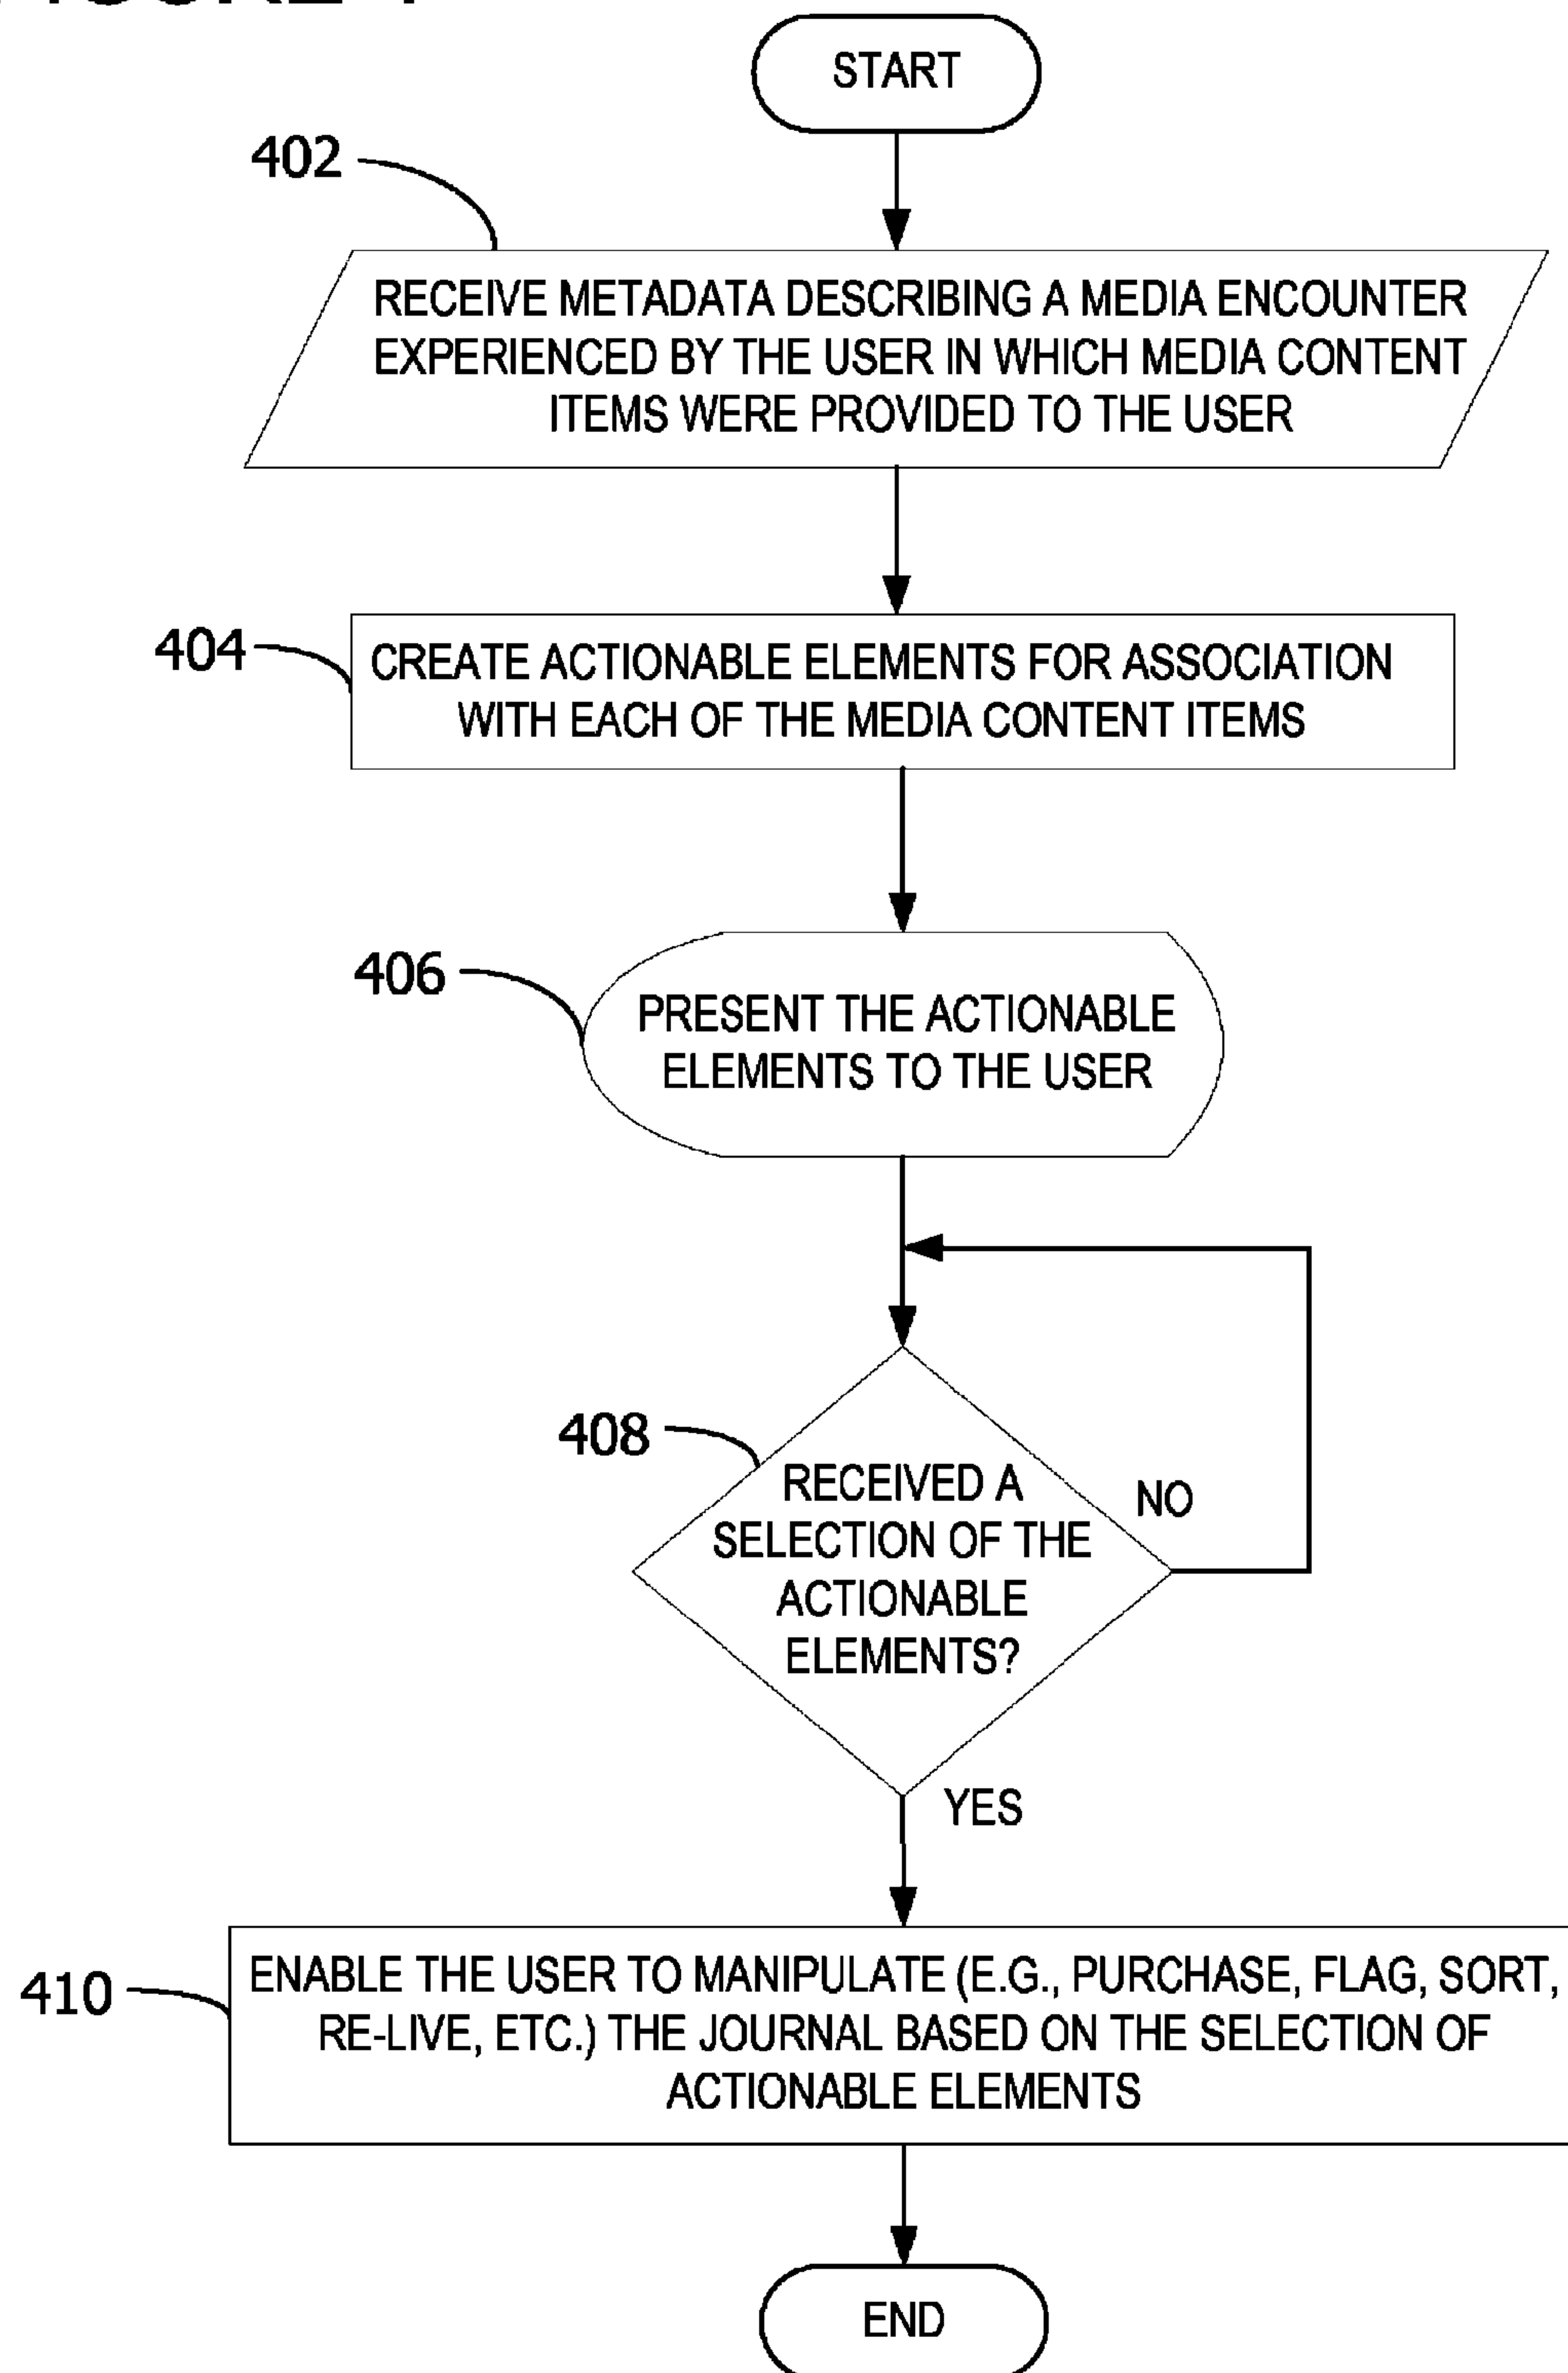 START
402
RECEIVE METADATA DESCRIBING A MEDIA ENCOUNTER
EXPERIENCED BY THE USER IN WHICH MEDIA CONTENT
ITEMS WERE PROVIDED TO THE USER
404
CREATE ACTIONABLE ELEMENTS FOR ASSOCIATION
WITH EACH OF THE MEDIA CONTENT ITEMS
406
PRESENT THE ACTIONABLE
ELEMENTS TO THE USER
408
RECEIVED A
SELECTION OF THE
ACTIONABLE
ELEMENTS?
NO
YES
410
ENABLE THE USER TO MANIPULATE (E.G., PURCHASE, FLAG, SORT,
RE-LIVE, ETC.) THE JOURNAL BASED ON THE SELECTION OF
ACTIONABLE ELEMENTS
END